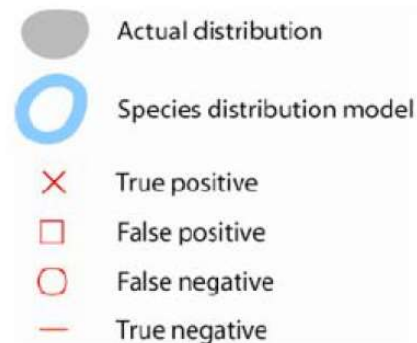 Actual distribution
Species distribution model
True positive
False positive
False negative
True negative